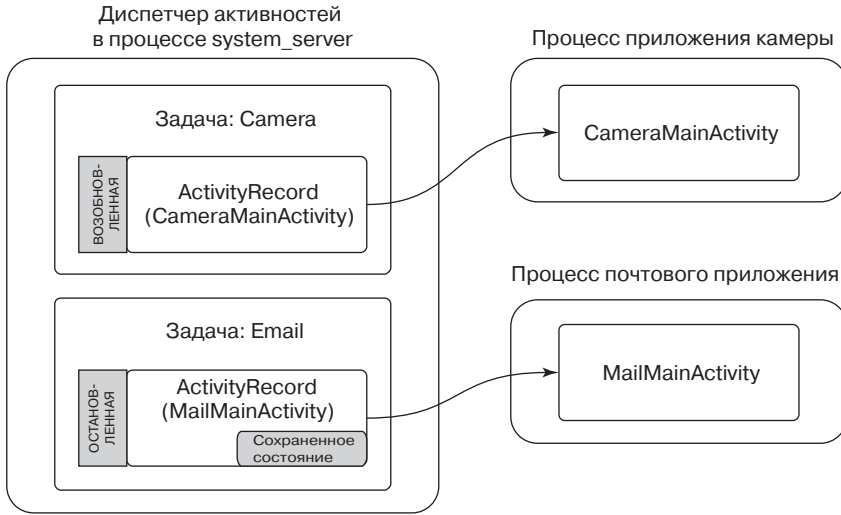 Диспетчер активностей
в процессе system_server
Процесс приложения камеры
Задача: Camera
ВОЗОБНОВ-
ЛЕННАЯ
ActivityRecord
(CameraMainActivity)
CameraMainActivity
Процесс почтового приложения
Задача: Email
ОСТАНОВ-
ЛЕННАЯ
ActivityRecord
(MailMainActivity)
Сохраненное
состояние
MailMainActivity